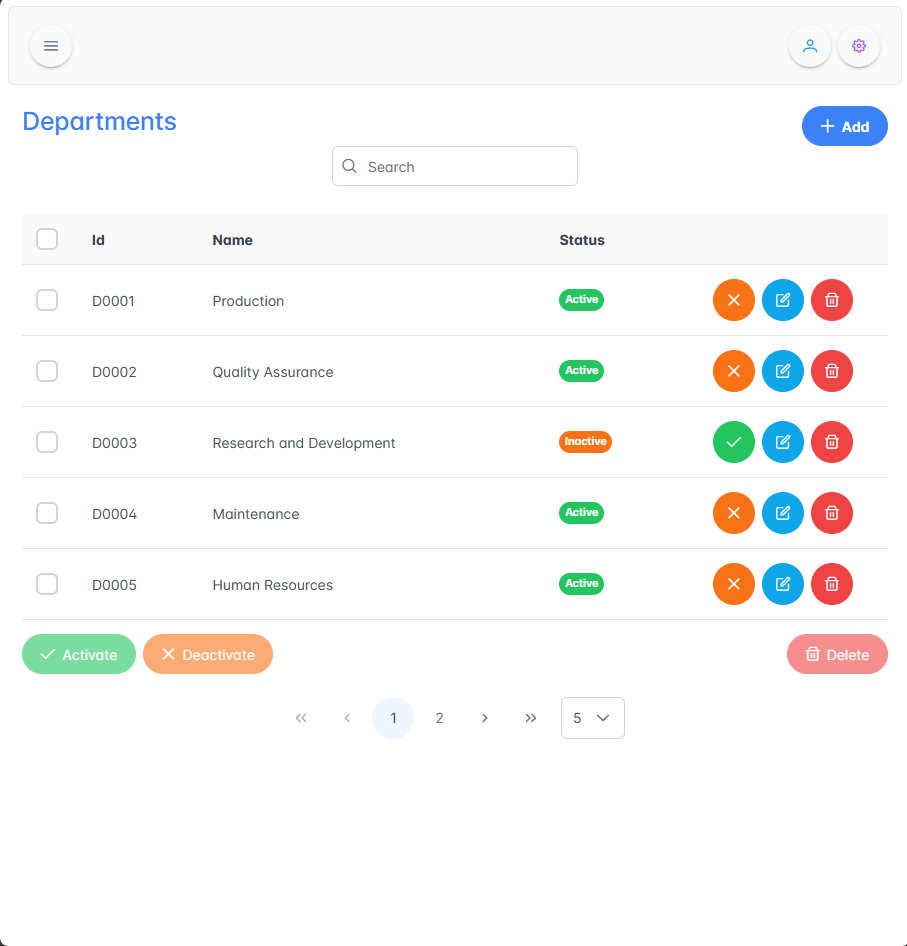 Departments
Add
Search
Id Name Status
D0001 Production Active
D0002 Quality Assurance Active
D0003 Research and Development Inactive
D0004 Maintenance Active
D0005 Human Resources Active
Activate Deactivate Delete
1 2 5